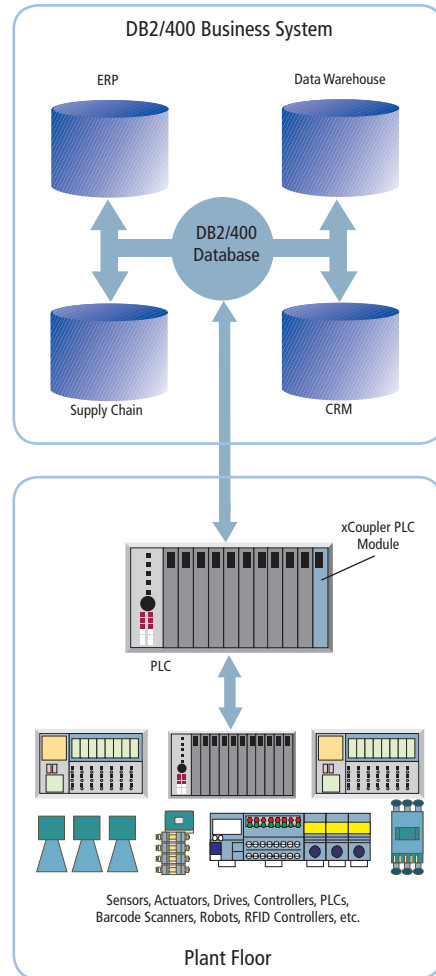 DB2/400 Business System
ERP
Data Warehouse
DB2/400
Database
Supply Chain
CRM
xCoupler PLC
Module
PLC
Sensors, Actuators, Drives, Controllers, PLCs,
Barcode Scanners, Robots, RFID Controllers, etc.
Plant Floor